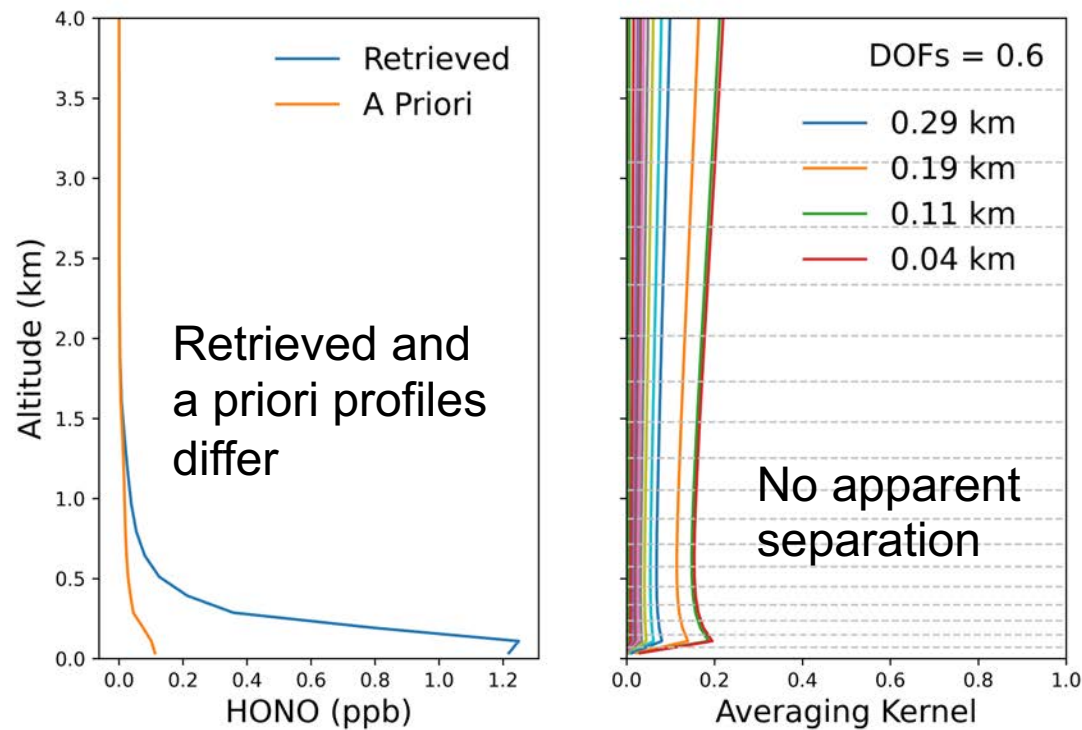 4.0
3.5
3.0
2.5
2.0
1.5
1.0
0.5
0.0
Altitude (km)
Retrieved
A Priori
Retrieved and
a priori profiles
differ
0.0 0.2 0.4 0.6 0.8 1.0 1.2
HONO (ppb)
DOFs = 0.6
0.29 km
0.19 km
0.11 km
0.04 km
No apparent
separation
0.0 0.2 0.4 0.6 0.8 1.0
Averaging Kernel